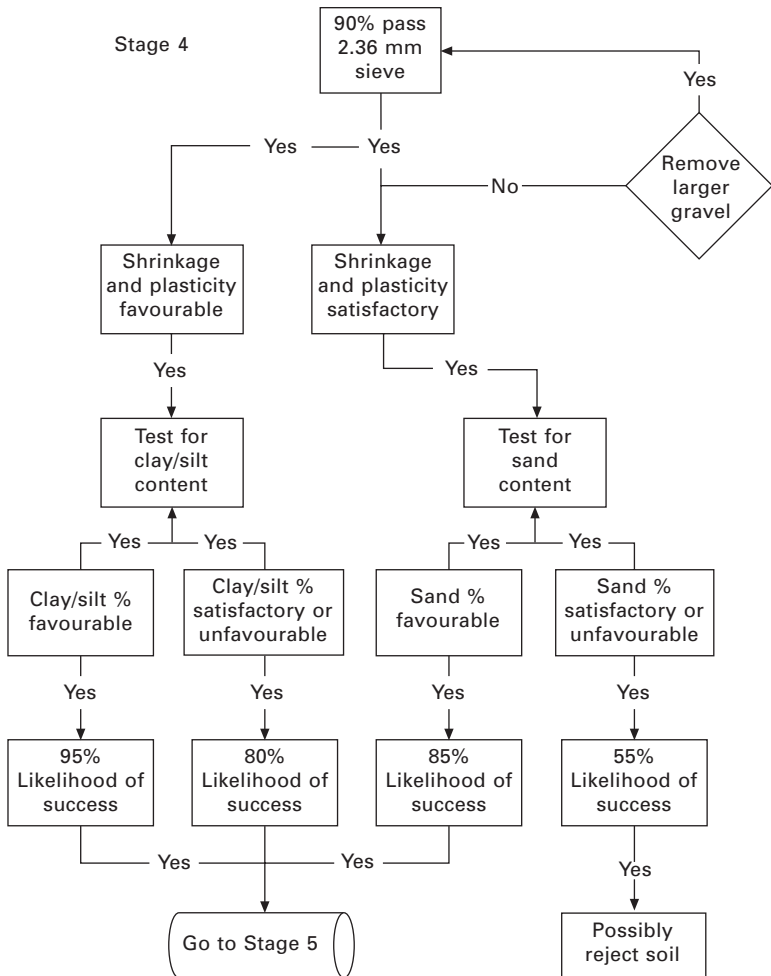 Stage 4
90% pass
2.36 mm
sieve
Yes
Remove
larger
gravel
Yes
Yes
No
Shrinkage
and plasticity
favourable
Shrinkage
and plasticity
satisfactory
Yes
Yes
Test for
clay/silt
content
Test for
sand
content
Yes
Yes
Yes
Yes
Clay/silt %
favourable
Clay/silt %
satisfactory or
unfavourable
Sand %
favourable
Sand %
satisfactory or
unfavourable
Yes
Yes
Yes
Yes
95%
Likelihood of
success
80%
Likelihood of
success
85%
Likelihood of
success
55%
Likelihood of
success
Yes
Yes
Yes
Go to Stage 5
Possibly
reject soil